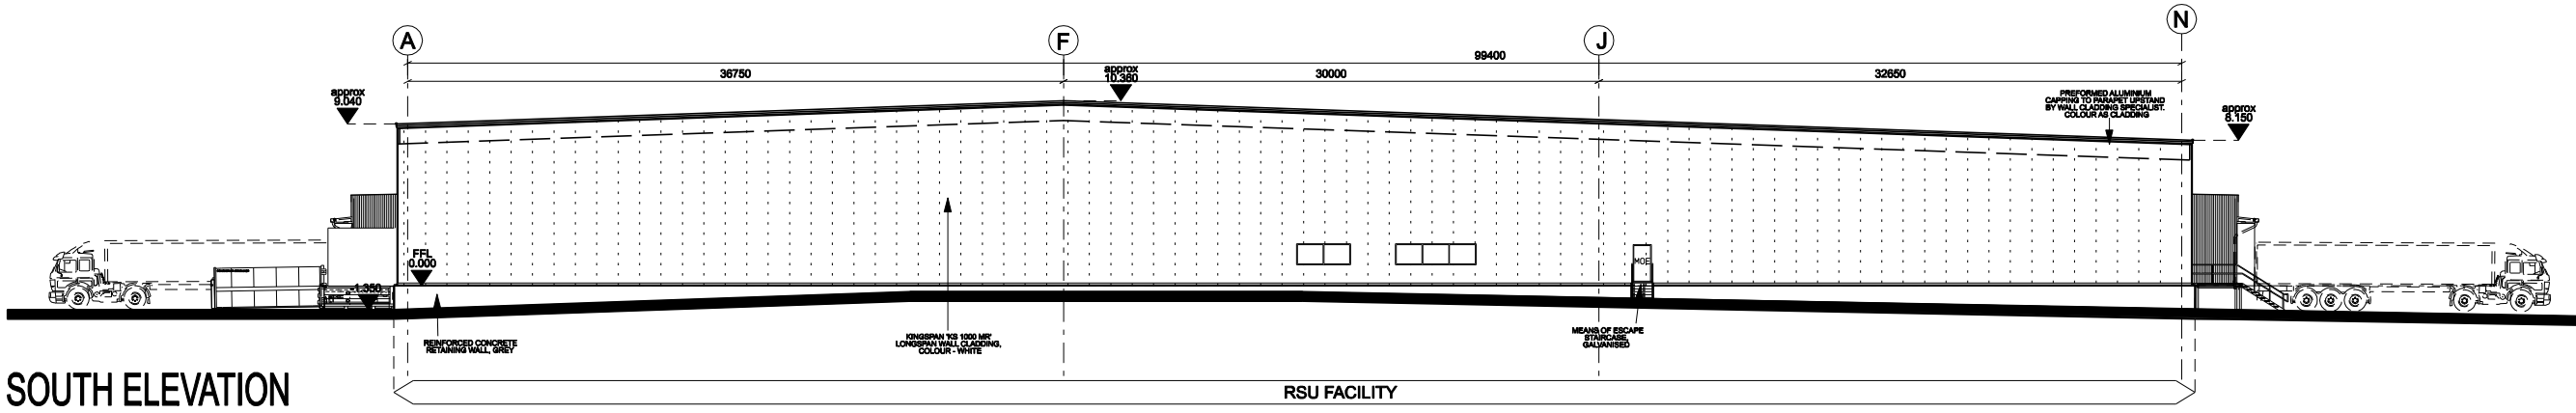 A
F
J
N
99400
36750
30000
32650
approx
9.040
approx
10.360
PREFORMED ALUMINIUM
CAPPING TO PARAPET UPSTAND
BY WALL CLADDING SPECIALIST.
COLOUR AS CLADDING
approx
8.150
FFL
0.000
-1.350
MOE
REINFORCED CONCRETE
RETAINING WALL, GREY
KINGSPAN 'KS 1000 MR'
LONGSPAN WALL CLADDING,
COLOUR - WHITE
MEANS OF ESCAPE
STAIRCASE,
GALVANISED
SOUTH ELEVATION
RSU FACILITY